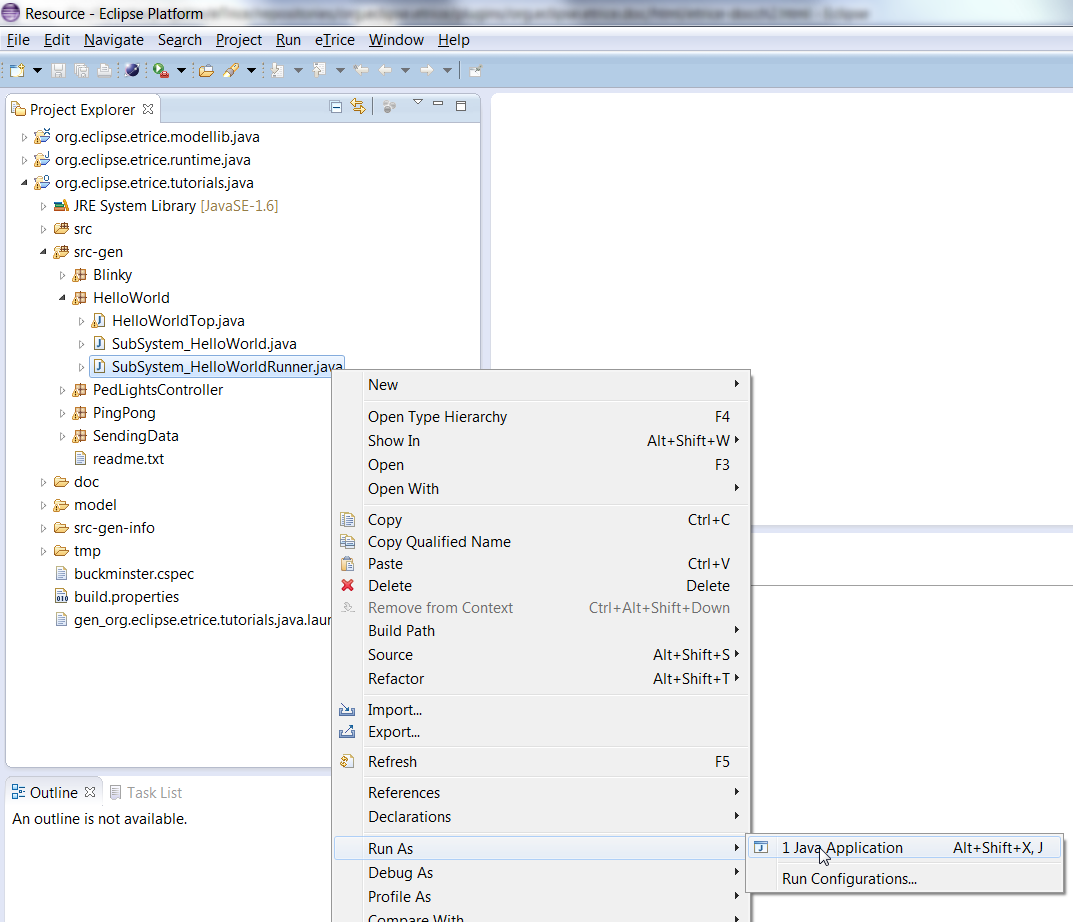 Resource - Eclipse Platform
File Edit Navigate Search Project Run eTrice Window Help
Project Explorer
org.eclipse.etrice.modellib.java
org.eclipse.etrice.runtime.java
org.eclipse.etrice.tutorials.java
JRE System Library [JavaSE-1.6]
src
src-gen
Blinky
HelloWorld
HelloWorldTop.java
SubSystem_HelloWorld.java
SubSystem_HelloWorldRunner.java
PedLightsController
PingPong
SendingData
readme.txt
doc
model
src-gen-info
tmp
buckminster.cspec
build.properties
gen_org.eclipse.etrice.tutorials.java.laun
Outline Task List
An outline is not available.
New
Open Type Hierarchy F4
Show In Alt+Shift+W
Open F3
Open With
Copy Ctrl+C
Copy Qualified Name
Paste Ctrl+V
Delete Delete
Remove from Context Ctrl+Alt+Shift+Down
Build Path
Source Alt+Shift+S
Refactor Alt+Shift+T
Import...
Export...
Refresh F5
References
Declarations
Run As
Debug As
Profile As
Compare With
1 Java Application Alt+Shift+X, J
Run Configurations...